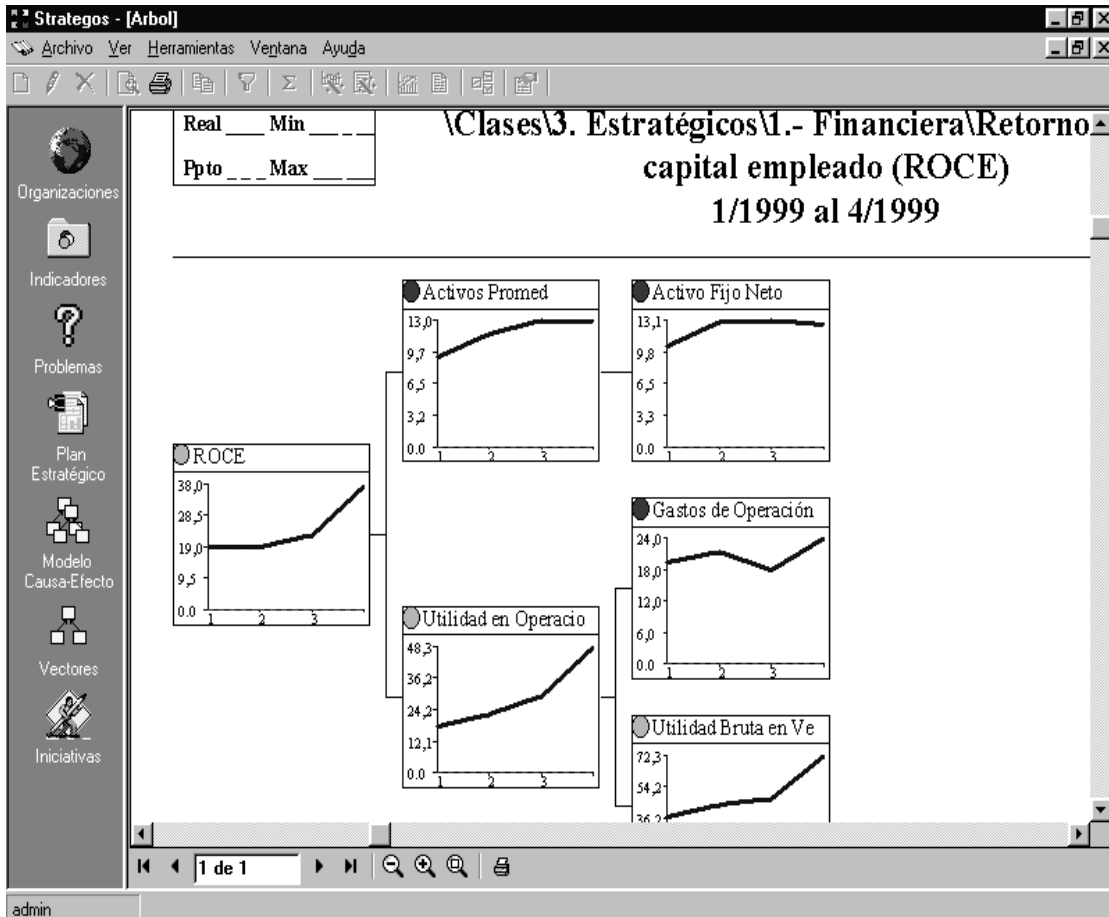 Strategos - [Arbol]
Archivo Ver Herramientas Ventana Ayuda
Organizaciones
Indicadores
Problemas
Plan
Estratégico
Modelo
Causa-Efecto
Vectores
Iniciativas
Real ____ Min ___ _ __
Ppto _ _ _ Max ___ ___
\Clases\3. Estratégicos\1.- Financiera\Retorno
capital empleado (ROCE)
1/1999 al 4/1999
ROCE
38,0
28,5
19,0
9,5
0.0
1 2 3
Activos Promed
13,0
9,7
6,5
3,2
0.0
1 2 3
Activo Fijo Neto
13,1
9,8
6,5
3,3
0.0
1 2 3
Utilidad en Operacio
48,3
36,2
24,2
12,1
0.0
1 2 3
Gastos de Operación
24,0
18,0
12,0
6,0
0.0
1 2 3
Utilidad Bruta en Ve
72,3
54,2
36,2
1 de 1
admin